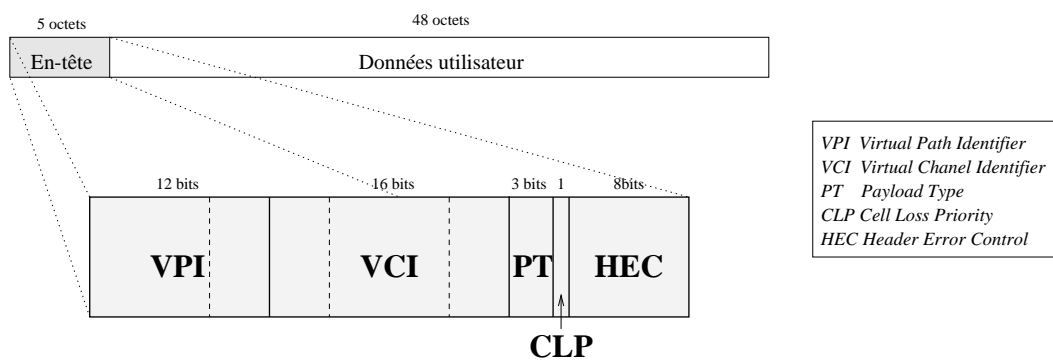 5 octets
48 octets
En-tête
Données utilisateur
VPI Virtual Path Identifier
VCI Virtual Chanel Identifier
PT Payload Type
CLP Cell Loss Priority
HEC Header Error Control
12 bits
16 bits
3 bits
1
8bits
VPI
VCI
PT
HEC
CLP